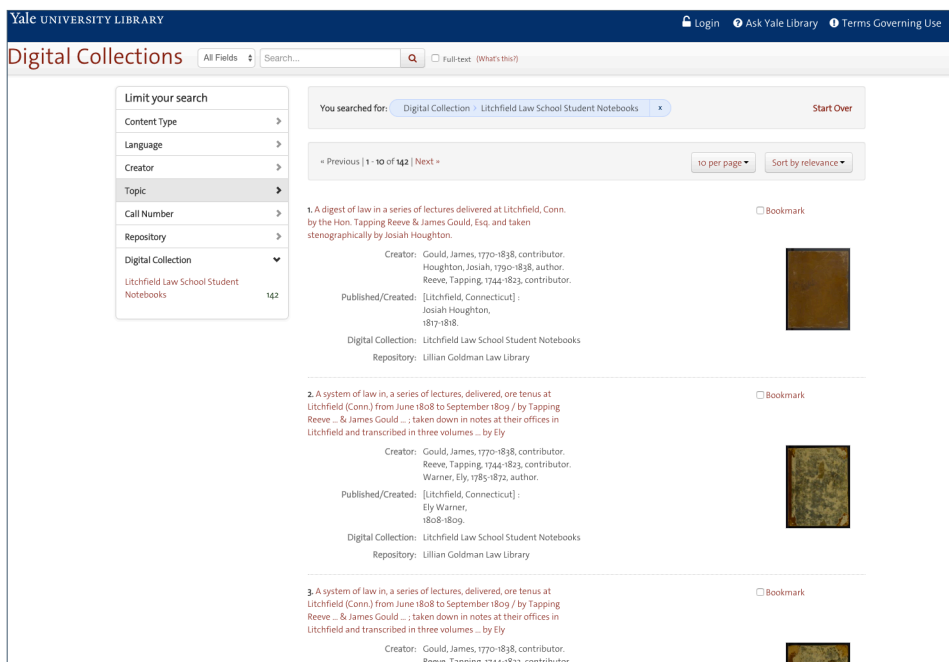 Yale UNIVERSITY LIBRARY
Login Ask Yale Library Terms Governing Use
Digital Collections All Fields Search... Full-text (What's this?)
Limit your search
Content Type
Language
Creator
Topic
Call Number
Repository
Digital Collection
Litchfield Law School Student
Notebooks 142
You searched for: Digital Collection > Litchfield Law School Student Notebooks x Start Over
« Previous | 1 - 10 of 142 | Next » 10 per page Sort by relevance
1. A digest of law in a series of lectures delivered at Litchfield, Conn.
by the Hon. Tapping Reeve & James Gould, Esq. and taken
stenographically by Josiah Houghton.
Bookmark
Creator: Gould, James, 1770-1838, contributor.
Houghton, Josiah, 1790-1838, author.
Reeve, Tapping, 1744-1823, contributor.
Published/Created: [Litchfield, Connecticut] :
Josiah Houghton,
1817-1818.
Digital Collection: Litchfield Law School Student Notebooks
Repository: Lillian Goldman Law Library
2. A system of law in, a series of lectures, delivered, ore tenus at
Litchfield (Conn.) from June 1808 to September 1809 / by Tapping
Reeve ... & James Gould ... ; taken down in notes at their offices in
Litchfield and transcribed in three volumes ... by Ely
Bookmark
Creator: Gould, James, 1770-1838, contributor.
Reeve, Tapping, 1744-1823, contributor.
Warner, Ely, 1785-1872, author.
Published/Created: [Litchfield, Connecticut] :
Ely Warner,
1808-1809.
Digital Collection: Litchfield Law School Student Notebooks
Repository: Lillian Goldman Law Library
3. A system of law in, a series of lectures, delivered, ore tenus at
Litchfield (Conn.) from June 1808 to September 1809 / by Tapping
Reeve ... & James Gould ... ; taken down in notes at their offices in
Litchfield and transcribed in three volumes ... by Ely
Bookmark
Creator: Gould, James, 1770-1838, contributor.
Reeve, Tapping, 1744-1823, contributor.